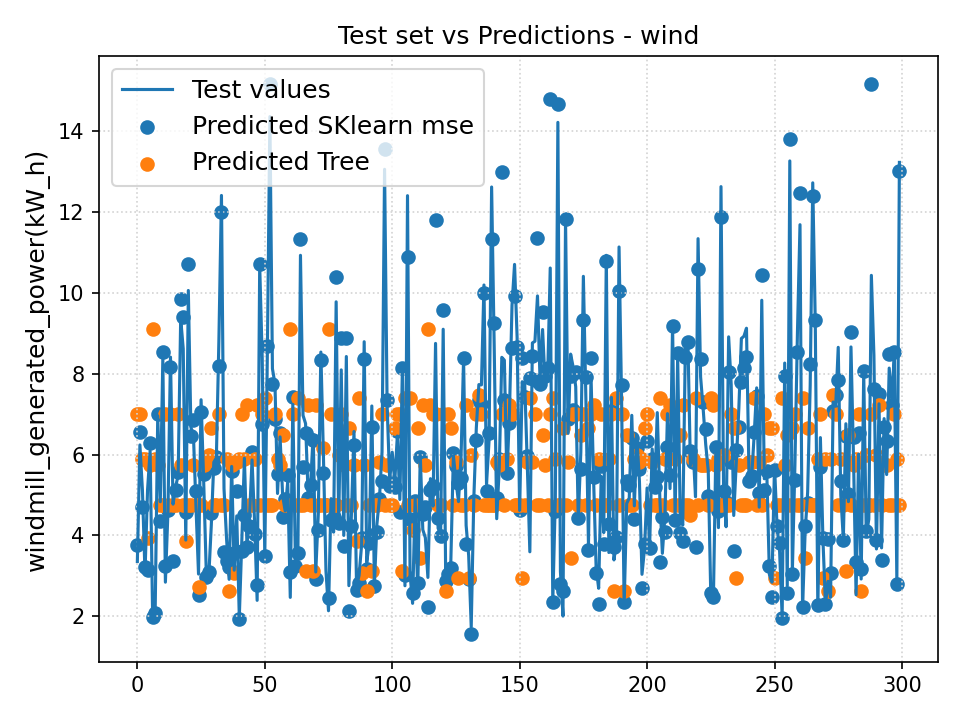 Test set vs Predictions - wind
Test values
Predicted SKlearn mse
Predicted Tree
windmill_generated_power(kW_h)
14
12
10
8
6
4
2
0
50
100
150
200
250
300